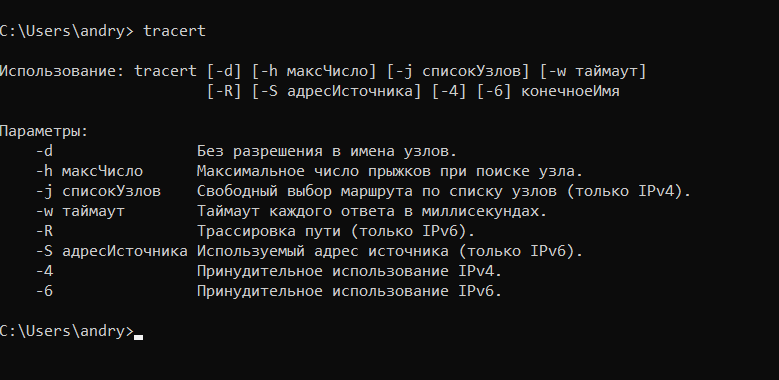 C:\Users\andry> tracert
Использование: tracert [-d] [-h максЧисло] [-j списокУзлов] [-w таймаут]
[-R] [-S адресИсточника] [-4] [-6] конечноеИмя
Параметры:
-d Без разрешения в имена узлов.
-h максЧисло Максимальное число прыжков при поиске узла.
-j списокУзлов Свободный выбор маршрута по списку узлов (только IPv4).
-w таймаут Таймаут каждого ответа в миллисекундах.
-R Трассировка пути (только IPv6).
-S адресИсточника Используемый адрес источника (только IPv6).
-4 Принудительное использование IPv4.
-6 Принудительное использование IPv6.
C:\Users\andry>